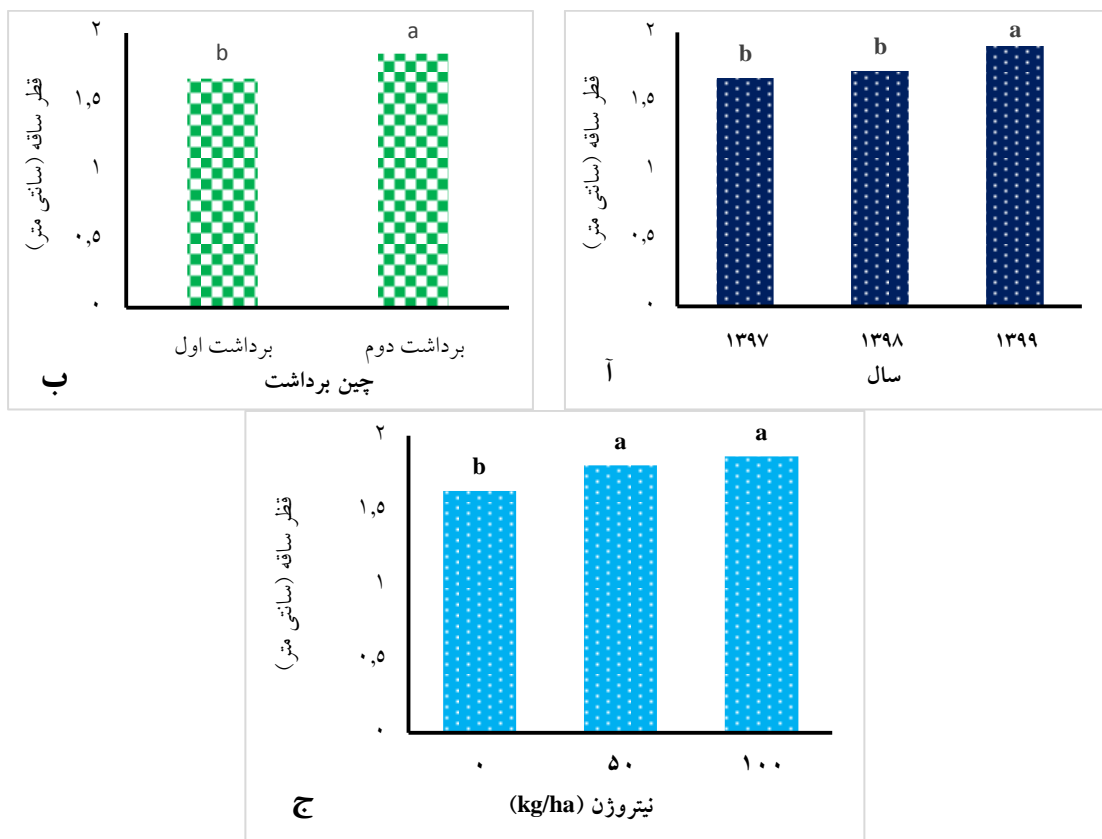 قطر ساقه (سانتی متر)
۲
۱,۵
۱
۰,۵
۰
b
b
a
۱۳۹۷
۱۳۹۸
۱۳۹۹
سال
آ
قطر ساقه (سانتی متر)
۲
۱,۵
۱
۰,۵
۰
b
a
برداشت اول
برداشت دوم
چین برداشت
ب
قظر ساقه (سانتی متر)
۲
۱,۵
۱
۰,۵
۰
b
a
a
۰
۵۰
۱۰۰
نیتروژن (kg/ha)
ج